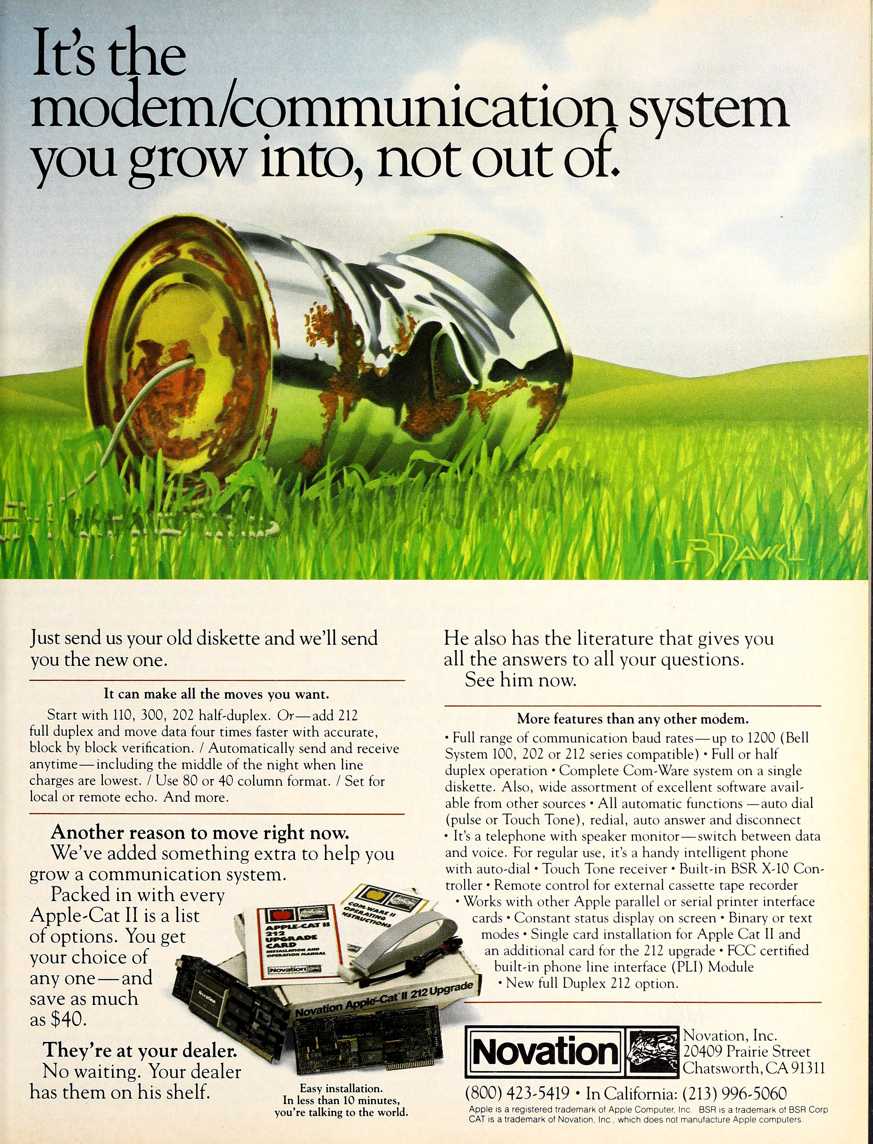 It's the
modem/communication system
you grow into, not out of.
B DAVIS
Just send us your old diskette and we'll send
you the new one.
It can make all the moves you want.
Start with 110, 300, 202 half-duplex. Or—add 212
full duplex and move data four times faster with accurate,
block by block verification. / Automatically send and receive
anytime—including the middle of the night when line
charges are lowest. / Use 80 or 40 column format. / Set for
local or remote echo. And more.
Another reason to move right now.
We've added something extra to help you
grow a communication system.
Packed in with every
Apple-Cat II is a list
of options. You get
your choice of
any one—and
save as much
as $40.
They're at your dealer.
No waiting. Your dealer
has them on his shelf.
COM-WARE II
OPERATING
INSTRUCTIONS
APPLE-CAT II
212
UPGRADE
CARD
INSTALLATION AND
OPERATION MANUAL
Novation
Novation
Novation Apple-Cat II 212 Upgrade
Easy installation.
In less than 10 minutes,
you're talking to the world.
He also has the literature that gives you
all the answers to all your questions.
See him now.
More features than any other modem.
• Full range of communication baud rates—up to 1200 (Bell
System 100, 202 or 212 series compatible) • Full or half
duplex operation • Complete Com-Ware system on a single
diskette. Also, wide assortment of excellent software avail-
able from other sources • All automatic functions —auto dial
(pulse or Touch Tone), redial, auto answer and disconnect
• It's a telephone with speaker monitor—switch between data
and voice. For regular use, it's a handy intelligent phone
with auto-dial • Touch Tone receiver • Built-in BSR X-10 Con-
troller • Remote control for external cassette tape recorder
• Works with other Apple parallel or serial printer interface
cards • Constant status display on screen • Binary or text
modes • Single card installation for Apple Cat II and
an additional card for the 212 upgrade • FCC certified
built-in phone line interface (PLI) Module
• New full Duplex 212 option.
Novation
Novation, Inc.
20409 Prairie Street
Chatsworth, CA 91311
(800) 423-5419 • In California: (213) 996-5060
Apple is a registered trademark of Apple Computer, Inc. BSR is a trademark of BSR Corp
CAT is a trademark of Novation, Inc., which does not manufacture Apple computers.